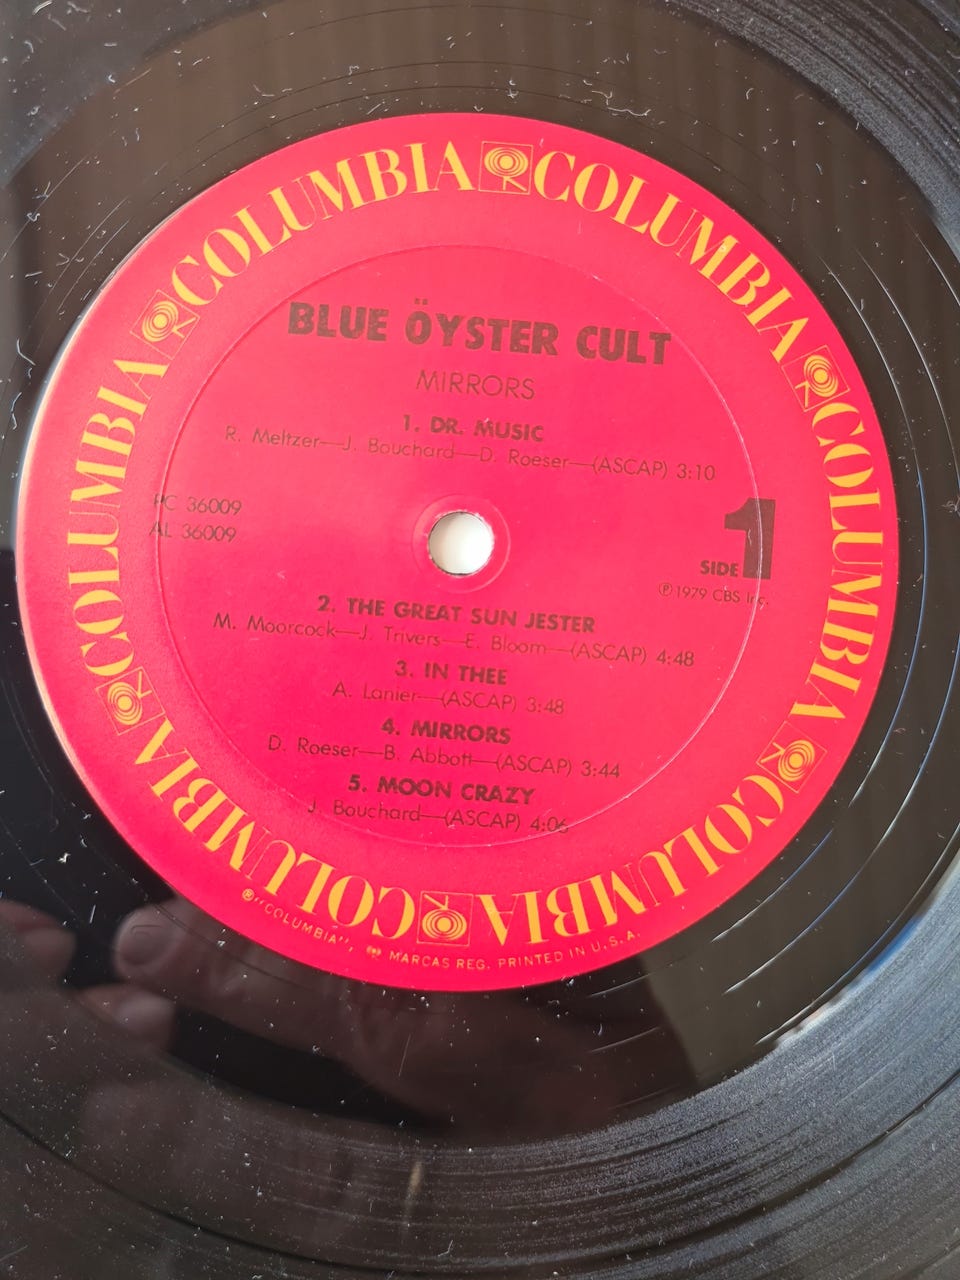 COLUMBIA COLUMBIA COLUMBIA COLUMBIA COLUMBIA COLUMBIA
BLUE ÖYSTER CULT
MIRRORS
1. DR. MUSIC
R. Meltzer—J. Bouchard—D. Roeser—(ASCAP) 3:10
PC 36009
AL 36009
1
SIDE
℗1979 CBS Inc.
2. THE GREAT SUN JESTER
M. Moorcock—J. Trivers—E. Bloom—(ASCAP) 4:48
3. IN THEE
A. Lanier—(ASCAP) 3:48
4. MIRRORS
D. Roeser—B. Abbott—(ASCAP) 3:44
5. MOON CRAZY
J. Bouchard—(ASCAP) 4:06
®"COLUMBIA", MARCAS REG. PRINTED IN U.S.A.